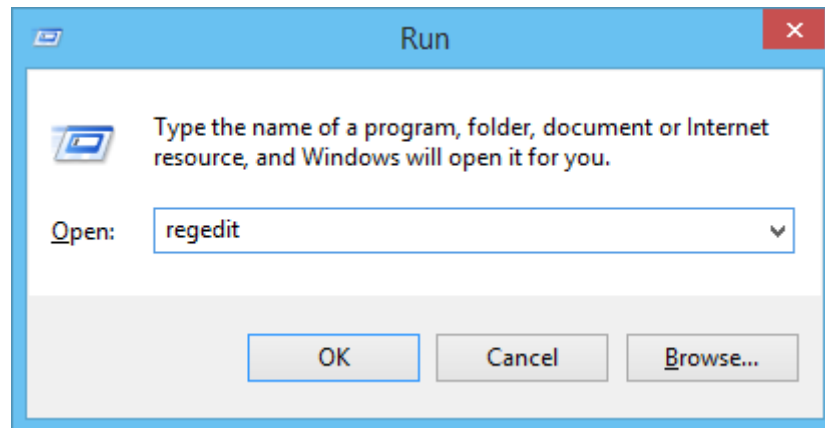 Run
Type the name of a program, folder, document or Internet
resource, and Windows will open it for you.
Open: regedit
OK Cancel Browse...